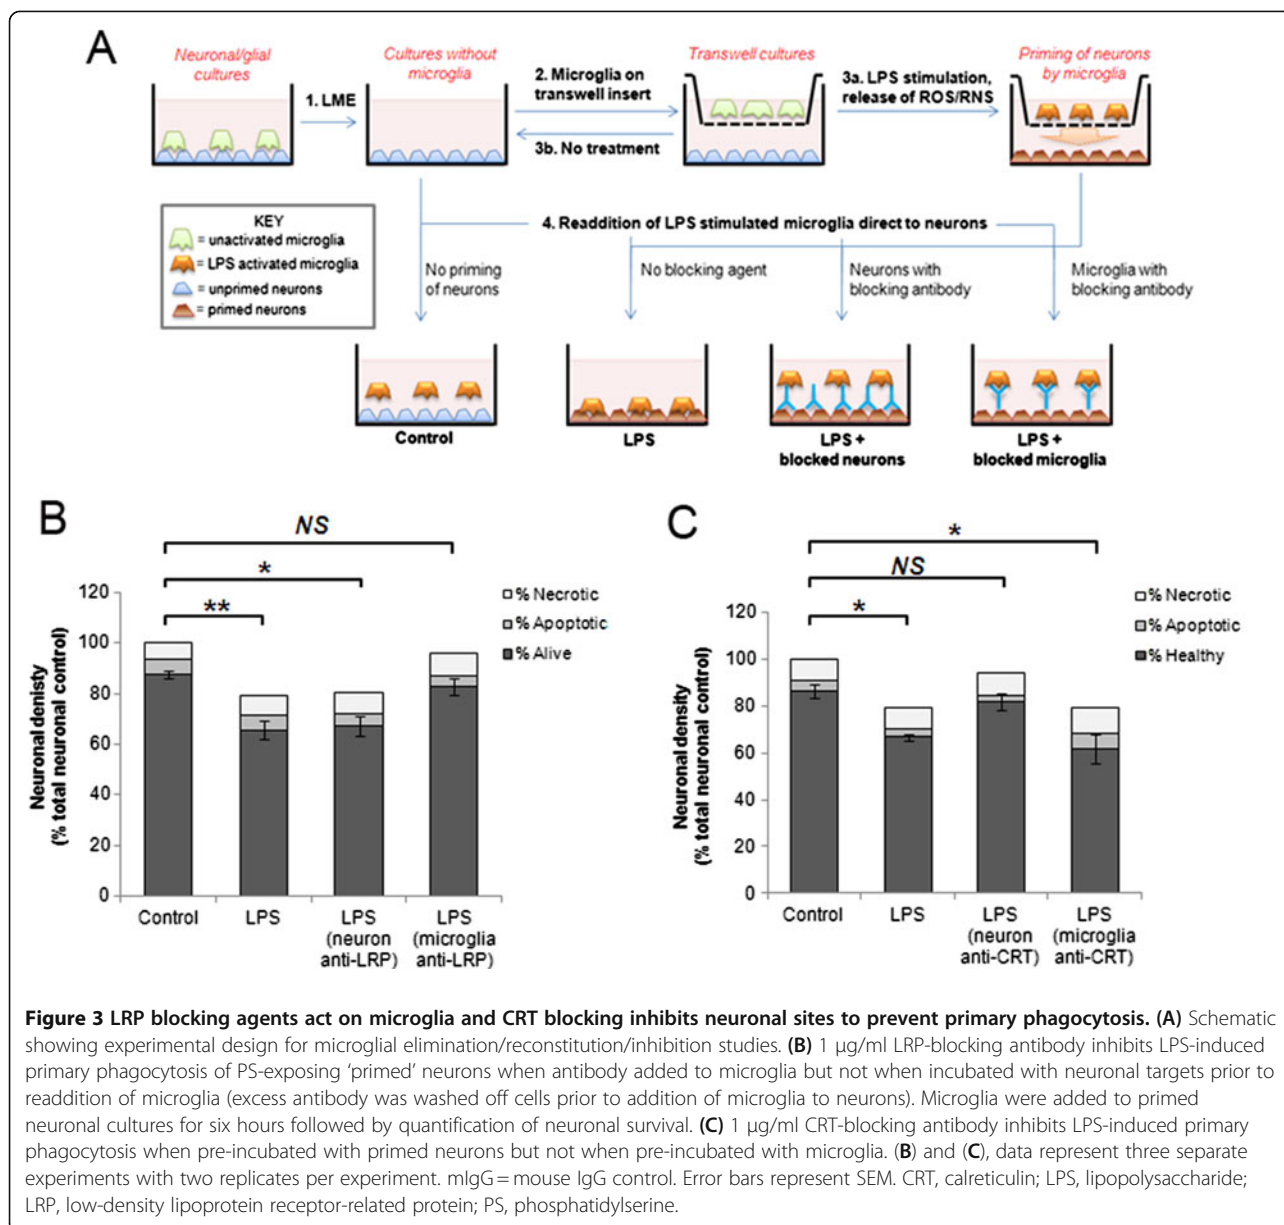 A
Neuronal/glial
cultures
Cultures without
microglia
Transwell cultures
Priming of neurons
by microglia
1. LME
2. Microglia on
transwell insert
3b. No treatment
3a. LPS stimulation,
release of ROS/RNS
KEY
= unactivated microglia
= LPS activated microglia
= unprimed neurons
= primed neurons
4. Readdition of LPS stimulated microglia direct to neurons
No priming
of neurons
No blocking agent
Neurons with
blocking antibody
Microglia with
blocking antibody
Control
LPS
LPS +
blocked neurons
LPS +
blocked microglia
B
NS
*
**
120
100
80
60
40
20
0
Neuronal denisty
(% total neuronal control)
% Necrotic
% Apoptotic
% Alive
Control
LPS
LPS
(neuron
anti-LRP)
LPS
(microglia
anti-LRP)
C
*
NS
*
120
100
80
60
40
20
0
Neuronal density
(% total neuronal control)
% Necrotic
% Apoptotic
% Healthy
Control
LPS
LPS
(neuron
anti-CRT)
LPS
(microglia
anti-CRT)
Figure 3 LRP blocking agents act on microglia and CRT blocking inhibits neuronal sites to prevent primary phagocytosis. (A) Schematic
showing experimental design for microglial elimination/reconstitution/inhibition studies. (B) 1 μg/ml LRP-blocking antibody inhibits LPS-induced
primary phagocytosis of PS-exposing ‘primed’ neurons when antibody added to microglia but not when incubated with neuronal targets prior to
readdition of microglia (excess antibody was washed off cells prior to addition of microglia to neurons). Microglia were added to primed
neuronal cultures for six hours followed by quantification of neuronal survival. (C) 1 μg/ml CRT-blocking antibody inhibits LPS-induced primary
phagocytosis when pre-incubated with primed neurons but not when pre-incubated with microglia. (B) and (C), data represent three separate
experiments with two replicates per experiment. mIgG = mouse IgG control. Error bars represent SEM. CRT, calreticulin; LPS, lipopolysaccharide;
LRP, low-density lipoprotein receptor-related protein; PS, phosphatidylserine.